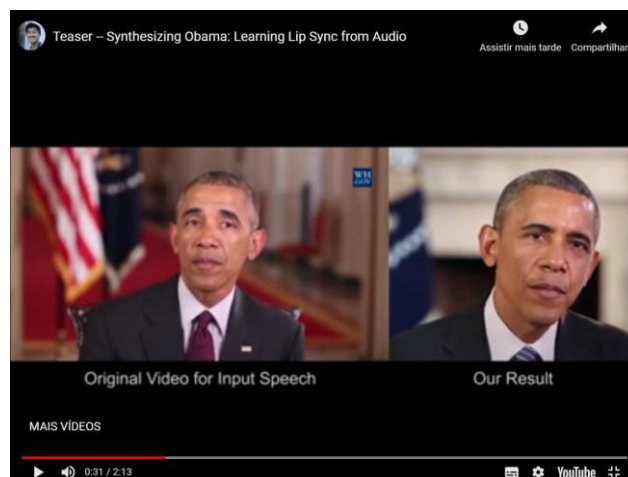 Teaser – Synthesizing Obama: Learning Lip Sync from Audio
Assistir mais tarde
Compartilhar
WH
.GOV
Original Video for Input Speech
Our Result
MAIS VÍDEOS
0:31 / 2:13
YouTube